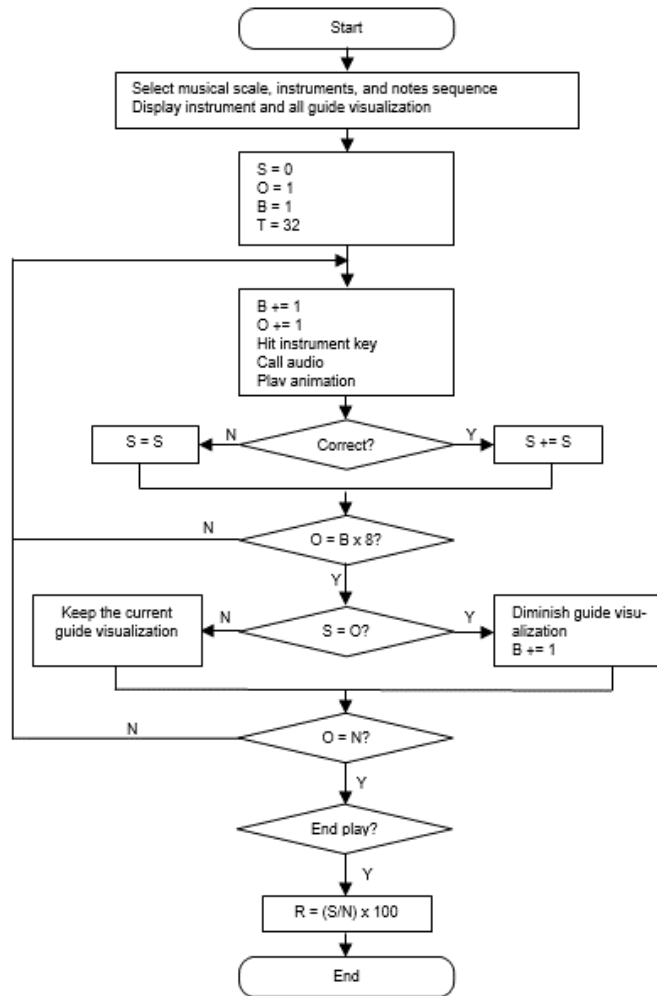 Start
Select musical scale, instruments, and notes sequence
Display instrument and all guide visualization
S = 0
O = 1
B = 1
T = 32
B += 1
O += 1
Hit instrument key
Call audio
Play animation
S = S
N
Correct?
Y
S += S
N
O = B x 8?
Y
Keep the current
guide visualization
N
S = O?
Y
Diminish guide visu-
alization
B += 1
N
O = N?
Y
End play?
Y
R = (S/N) x 100
End